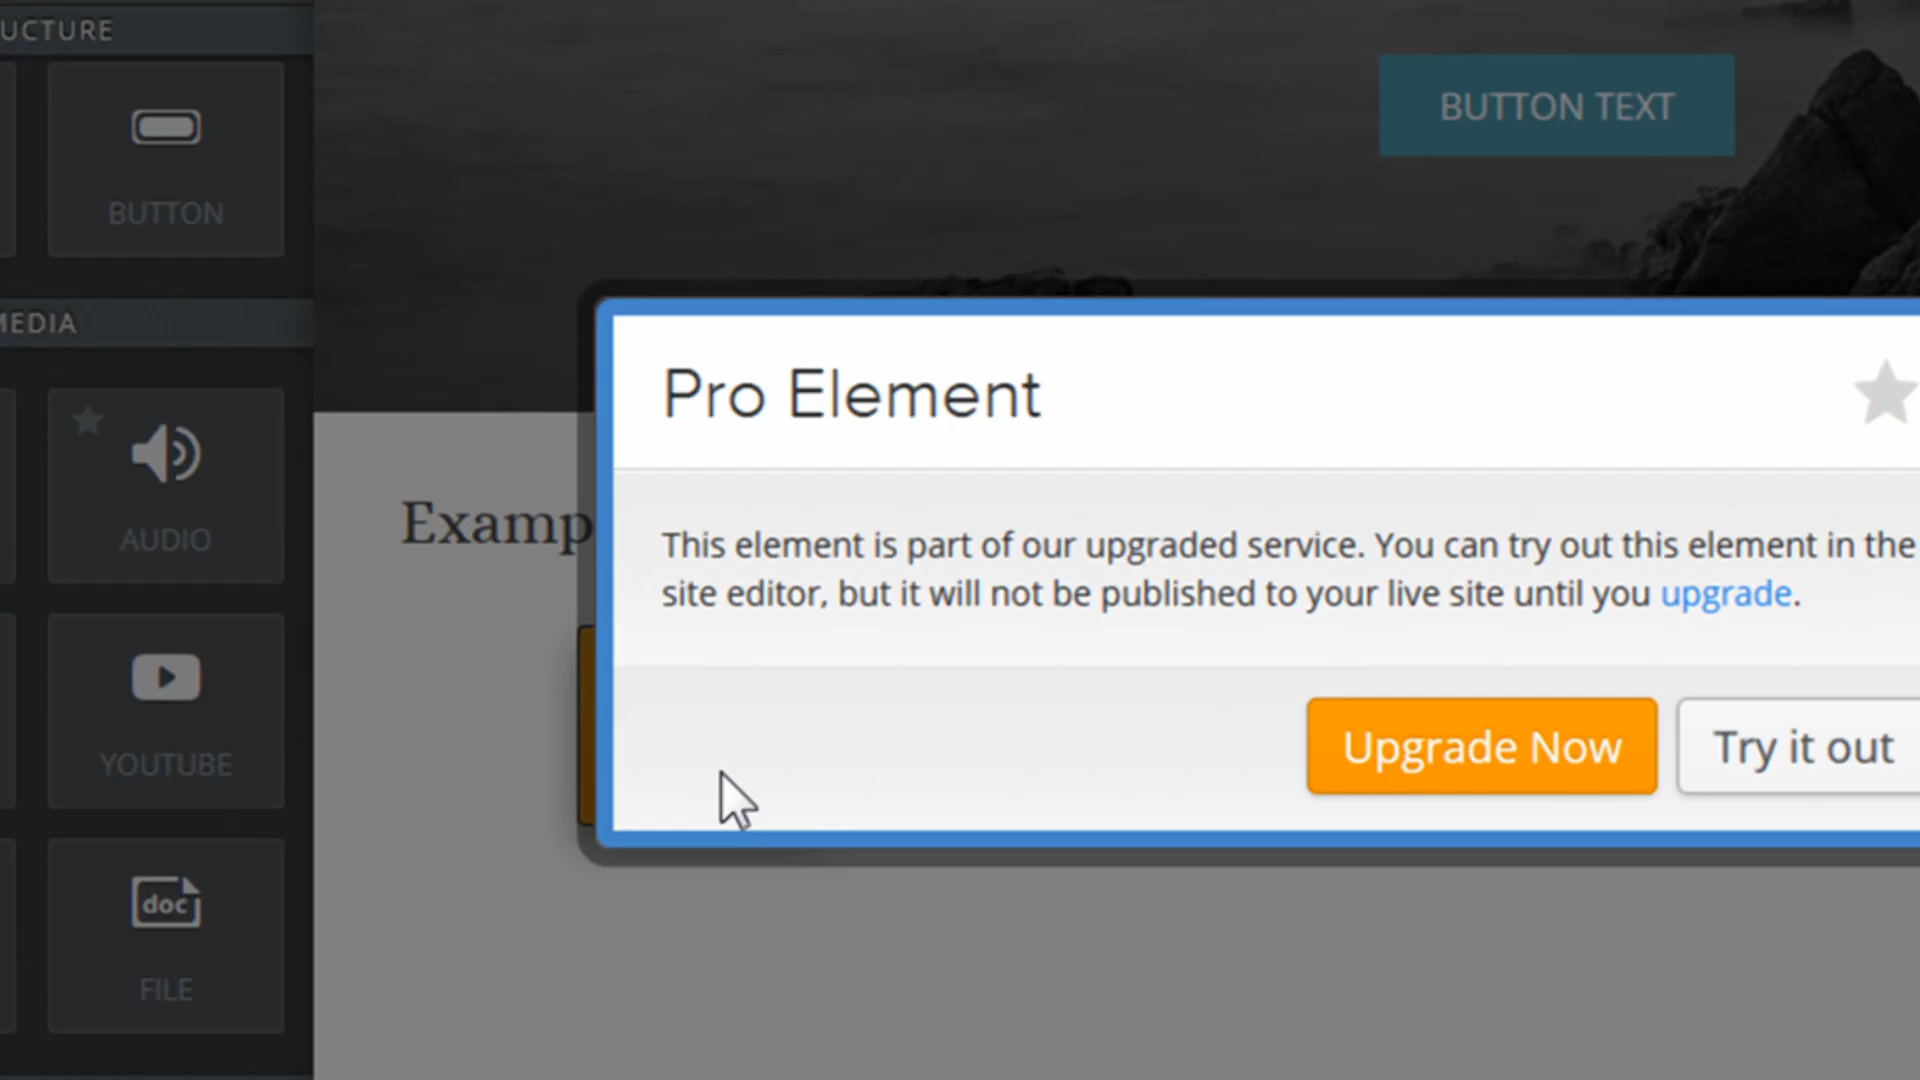 UCTURE
BUTTON
MEDIA
AUDIO
YOUTUBE
doc
FILE
BUTTON TEXT
Examp
Pro Element
This element is part of our upgraded service. You can try out this element in the
site editor, but it will not be published to your live site until you upgrade.
Upgrade Now
Try it out